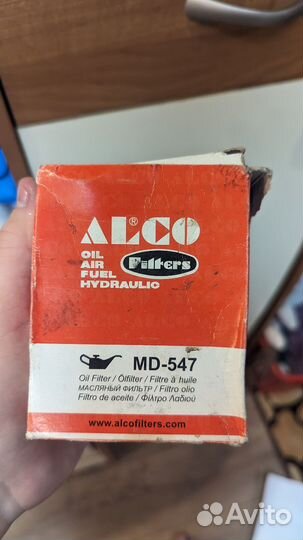 ALCO®
OIL
AIR
FUEL
HYDRAULIC
Filters
MD-547
Oil Filter / Ölfilter / Filtre à huile
МАСЛЯНЫЙ ФИЛЬТР / Filtro olio
Filtro de aceite / Φίλτρο Λαδιού
www.alcofilters.com
Avito